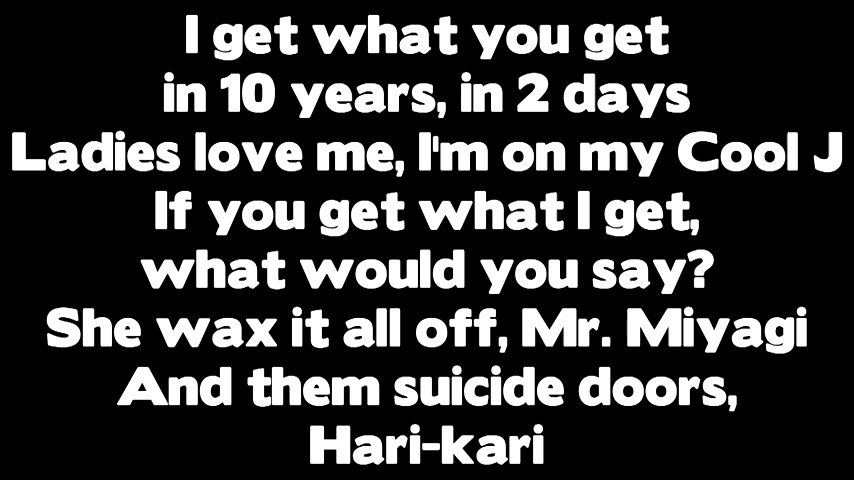 I get what you get
in 10 years, in 2 days
Ladies love me, I'm on my Cool J
If you get what I get,
what would you say?
She wax it all off, Mr. Miyagi
And them suicide doors,
Hari-kari